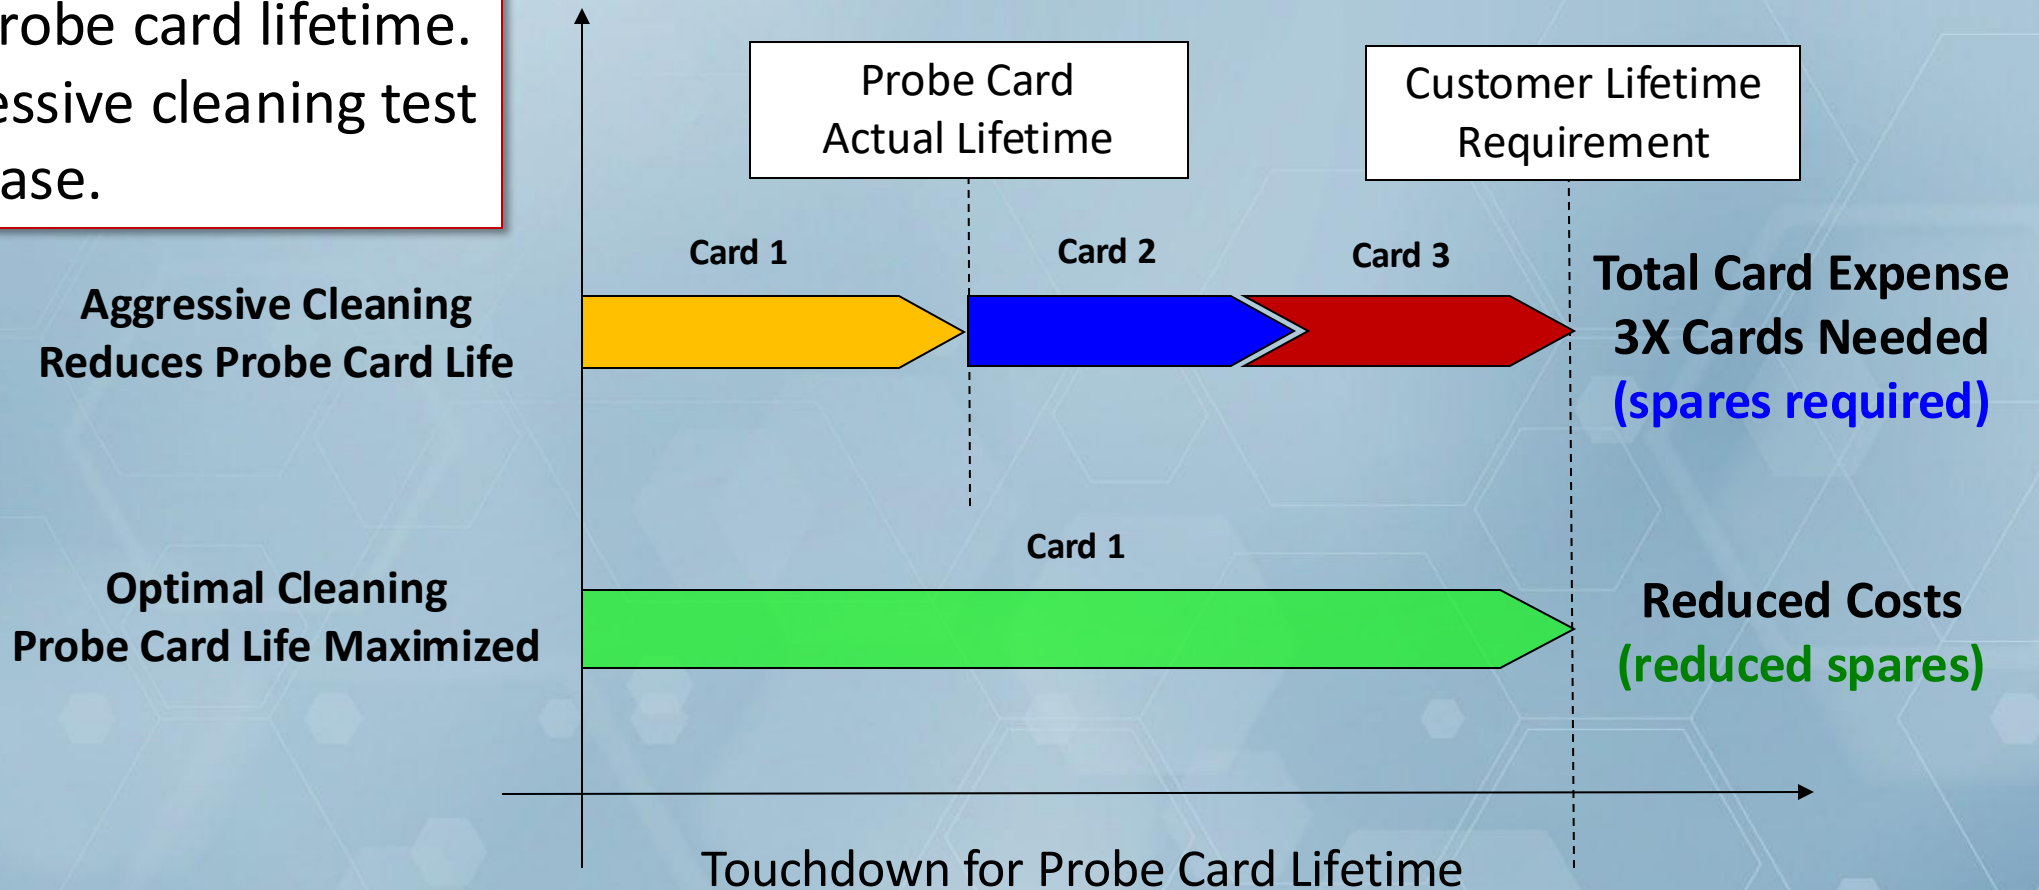 robe card lifetime.
essive cleaning test
ase.
Probe Card
Actual Lifetime
Customer Lifetime
Requirement
Card 1
Card 2
Card 3
Aggressive Cleaning
Reduces Probe Card Life
Total Card Expense
3X Cards Needed
(spares required)
Card 1
Optimal Cleaning
Probe Card Life Maximized
Reduced Costs
(reduced spares)
Touchdown for Probe Card Lifetime